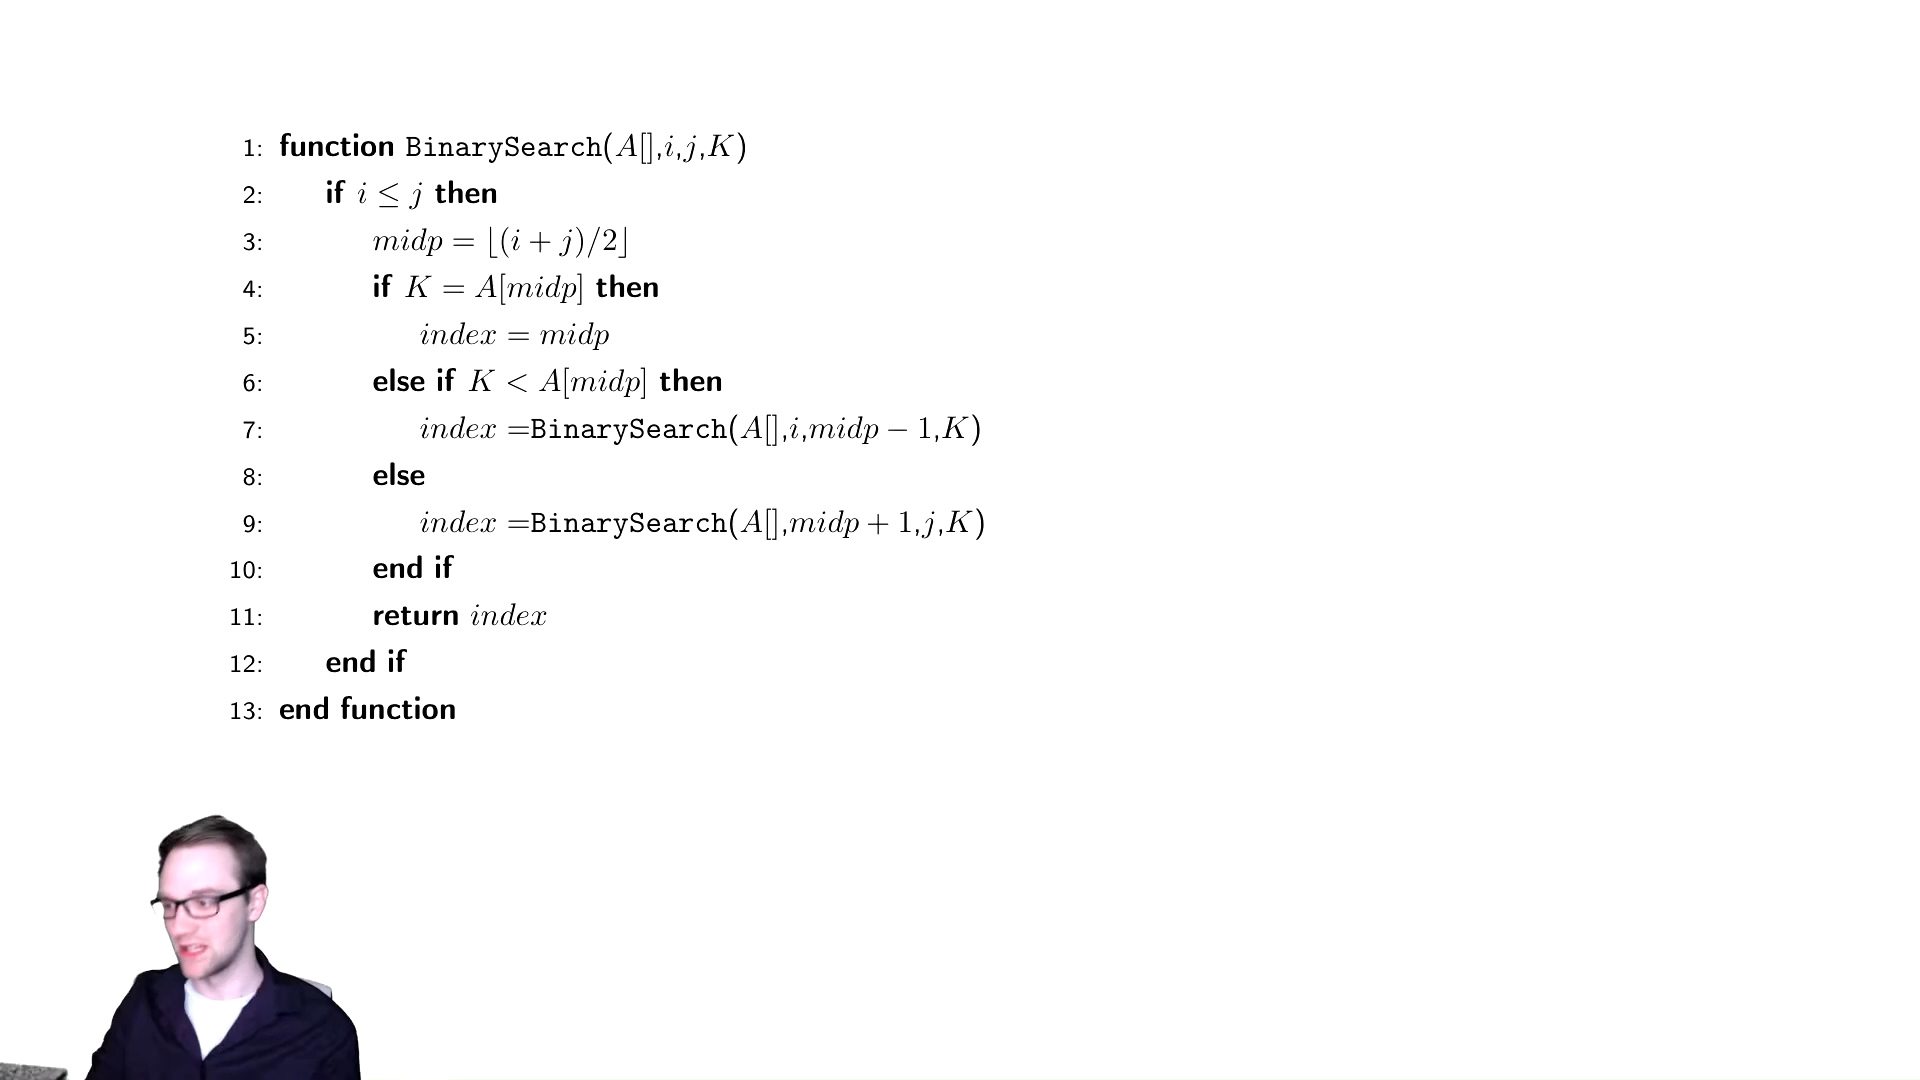 1: function BinarySearch(A[],i,j,K)
2: if i ≤ j then
3: midp = ⌊(i + j)/2⌋
4: if K = A[midp] then
5: index = midp
6: else if K < A[midp] then
7: index =BinarySearch(A[],i,midp − 1,K)
8: else
9: index =BinarySearch(A[],midp + 1,j,K)
10: end if
11: return index
12: end if
13: end function